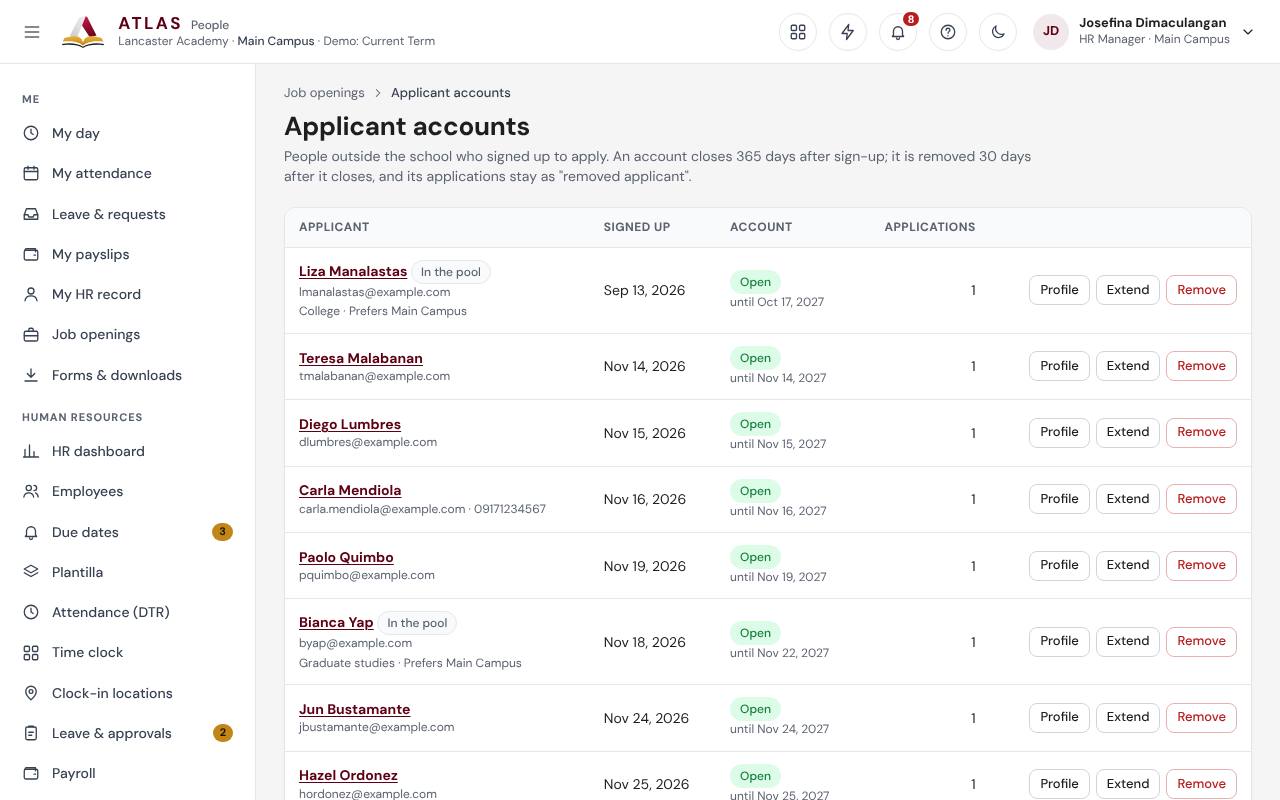 ATLAS People
Lancaster Academy · Main Campus · Demo: Current Term
8
JD
Josefina Dimaculangan
HR Manager · Main Campus
ME
My day
My attendance
Leave & requests
My payslips
My HR record
Job openings
Forms & downloads
HUMAN RESOURCES
HR dashboard
Employees
Due dates 3
Plantilla
Attendance (DTR)
Time clock
Clock-in locations
Leave & approvals 2
Payroll
Job openings > Applicant accounts
Applicant accounts
People outside the school who signed up to apply. An account closes 365 days after sign-up; it is removed 30 days
after it closes, and its applications stay as "removed applicant".
APPLICANT SIGNED UP ACCOUNT APPLICATIONS
Liza Manalastas In the pool
lmanalastas@example.com
College · Prefers Main Campus
Sep 13, 2026
Open
until Oct 17, 2027
1
Profile Extend Remove
Teresa Malabanan
tmalabanan@example.com
Nov 14, 2026
Open
until Nov 14, 2027
1
Profile Extend Remove
Diego Lumbres
dlumbres@example.com
Nov 15, 2026
Open
until Nov 15, 2027
1
Profile Extend Remove
Carla Mendiola
carla.mendiola@example.com · 09171234567
Nov 16, 2026
Open
until Nov 16, 2027
1
Profile Extend Remove
Paolo Quimbo
pquimbo@example.com
Nov 19, 2026
Open
until Nov 19, 2027
1
Profile Extend Remove
Bianca Yap In the pool
byap@example.com
Graduate studies · Prefers Main Campus
Nov 18, 2026
Open
until Nov 22, 2027
1
Profile Extend Remove
Jun Bustamante
jbustamante@example.com
Nov 24, 2026
Open
until Nov 24, 2027
1
Profile Extend Remove
Hazel Ordonez
hordonez@example.com
Nov 25, 2026
Open
until Nov 25, 2027
1
Profile Extend Remove